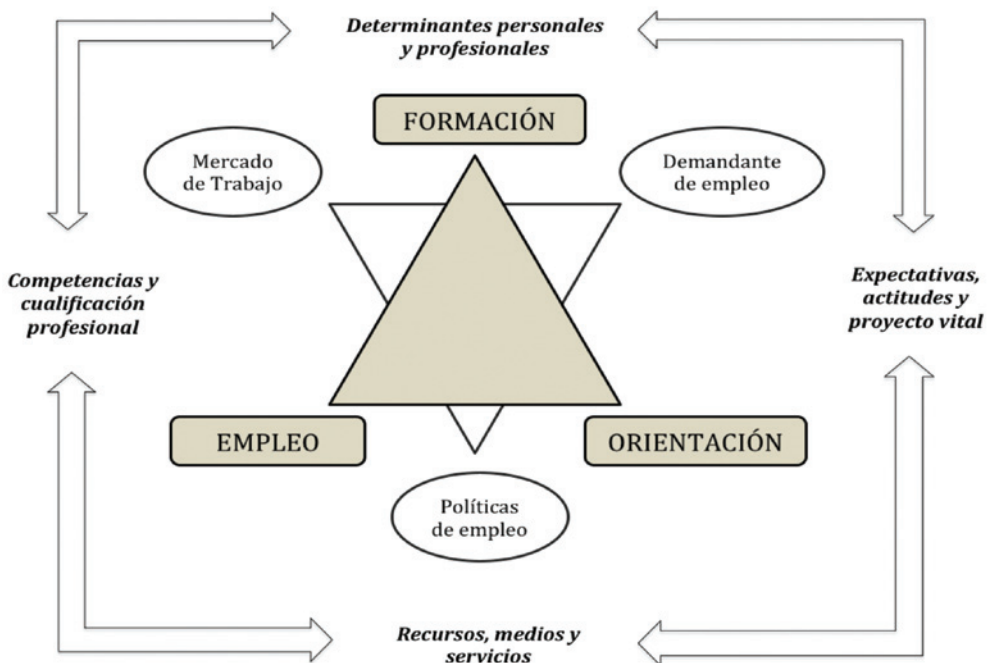 Determinantes personales
y profesionales
FORMACIÓN
Mercado
de Trabajo
Demandante
de empleo
Competencias y
cualificación
profesional
Expectativas,
actitudes y
proyecto vital
EMPLEO
ORIENTACIÓN
Políticas
de empleo
Recursos, medios y
servicios